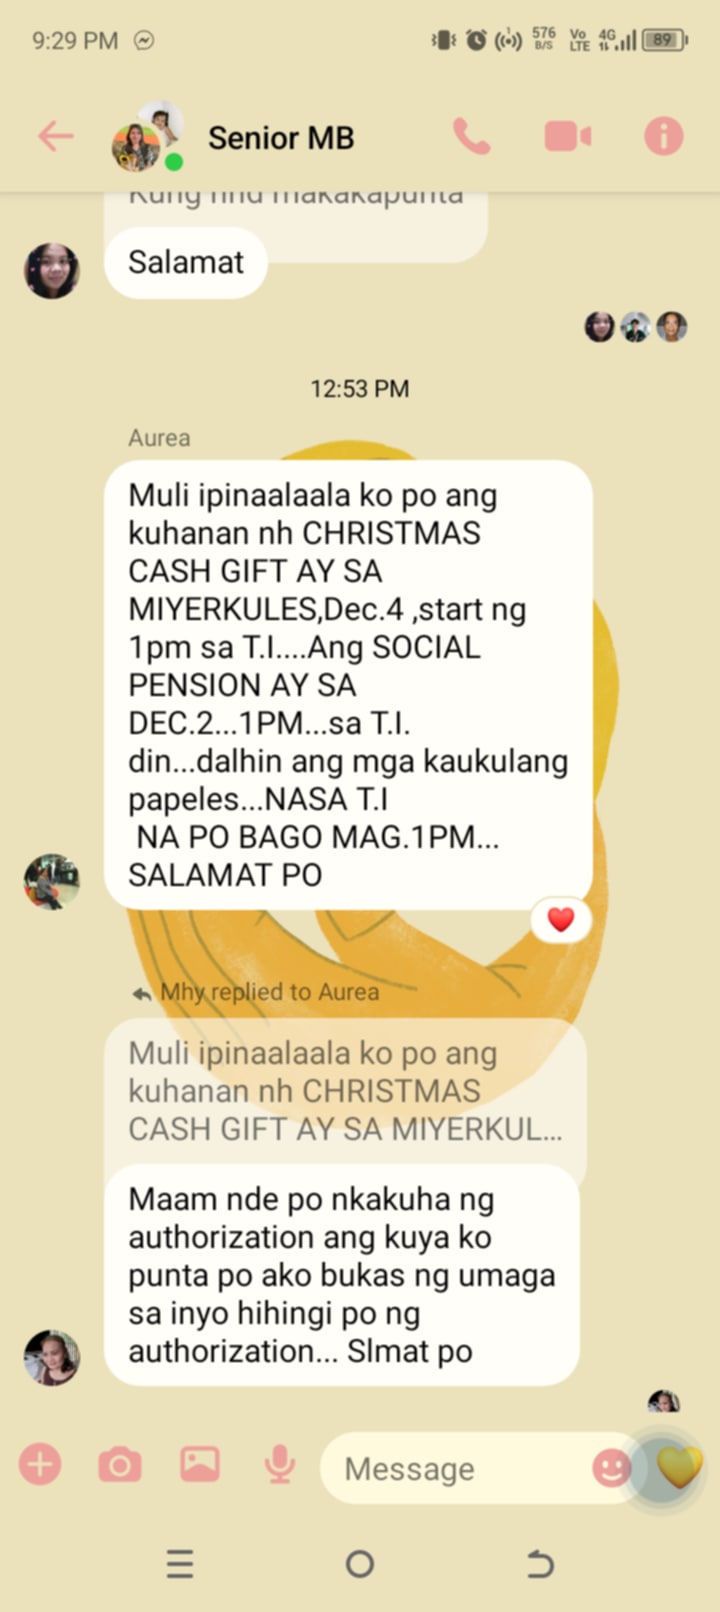 9:29 PM
576 B/S
Vo LTE
4G
89
Senior MB
Kung hindi makakapunta
Salamat
12:53 PM
Aurea
Muli ipinaalaala ko po ang
kuhanan nh CHRISTMAS
CASH GIFT AY SA
MIYERKULES,Dec.4 ,start ng
1pm sa T.I....Ang SOCIAL
PENSION AY SA
DEC.2...1PM...sa T.I.
din...dalhin ang mga kaukulang
papeles...NASA T.I
NA PO BAGO MAG.1PM...
SALAMAT PO
Mhy replied to Aurea
Muli ipinaalaala ko po ang
kuhanan nh CHRISTMAS
CASH GIFT AY SA MIYERKUL...
Maam nde po nkakuha ng
authorization ang kuya ko
punta po ako bukas ng umaga
sa inyo hihingi po ng
authorization... Slmat po
Message